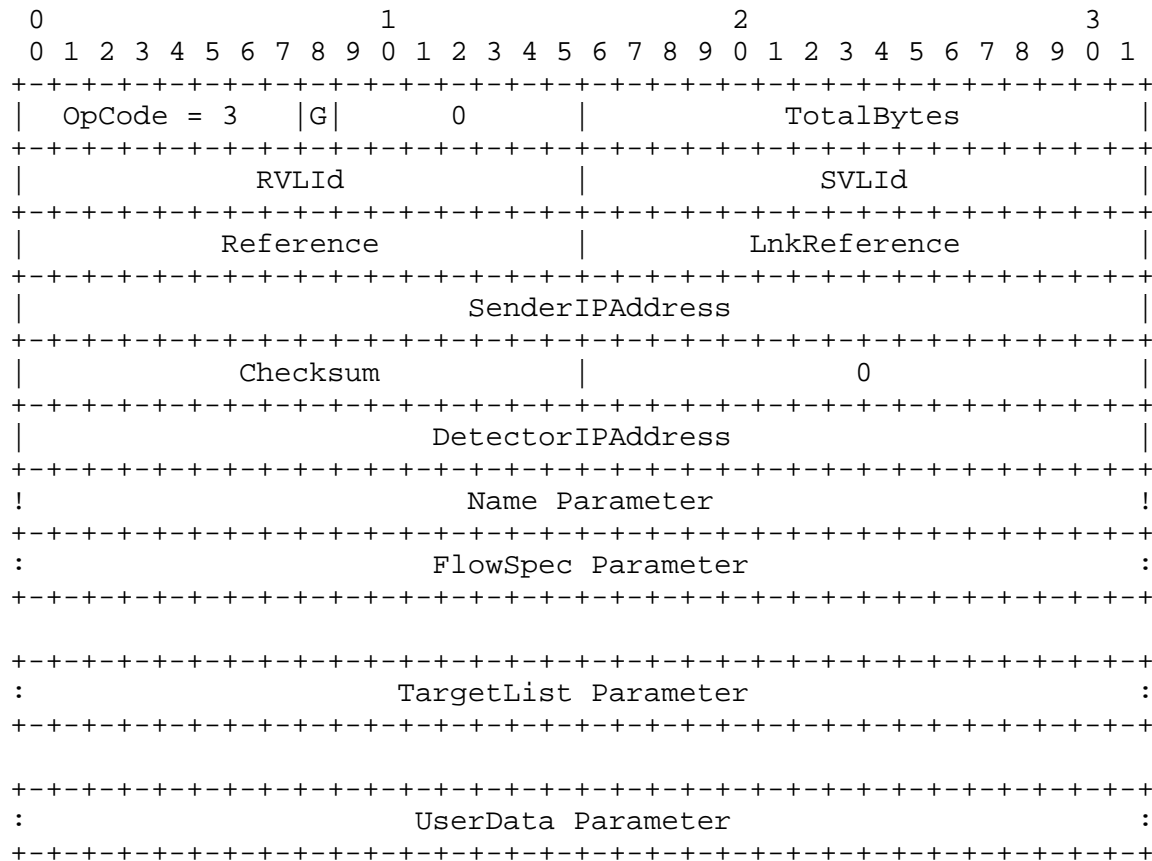 0                   1                   2                   3
 0 1 2 3 4 5 6 7 8 9 0 1 2 3 4 5 6 7 8 9 0 1 2 3 4 5 6 7 8 9 0 1
+-+-+-+-+-+-+-+-+-+-+-+-+-+-+-+-+-+-+-+-+-+-+-+-+-+-+-+-+-+-+-+-+
|  OpCode = 3   |G|      0      |           TotalBytes          |
+-+-+-+-+-+-+-+-+-+-+-+-+-+-+-+-+-+-+-+-+-+-+-+-+-+-+-+-+-+-+-+-+
|             RVLId             |             SVLId             |
+-+-+-+-+-+-+-+-+-+-+-+-+-+-+-+-+-+-+-+-+-+-+-+-+-+-+-+-+-+-+-+-+
|           Reference           |         LnkReference          |
+-+-+-+-+-+-+-+-+-+-+-+-+-+-+-+-+-+-+-+-+-+-+-+-+-+-+-+-+-+-+-+-+
|                         SenderIPAddress                       |
+-+-+-+-+-+-+-+-+-+-+-+-+-+-+-+-+-+-+-+-+-+-+-+-+-+-+-+-+-+-+-+-+
|            Checksum           |               0               |
+-+-+-+-+-+-+-+-+-+-+-+-+-+-+-+-+-+-+-+-+-+-+-+-+-+-+-+-+-+-+-+-+
|                       DetectorIPAddress                       |
+-+-+-+-+-+-+-+-+-+-+-+-+-+-+-+-+-+-+-+-+-+-+-+-+-+-+-+-+-+-+-+-+
!                         Name Parameter                        !
+-+-+-+-+-+-+-+-+-+-+-+-+-+-+-+-+-+-+-+-+-+-+-+-+-+-+-+-+-+-+-+-+
:                       FlowSpec Parameter                      :
+-+-+-+-+-+-+-+-+-+-+-+-+-+-+-+-+-+-+-+-+-+-+-+-+-+-+-+-+-+-+-+-+

+-+-+-+-+-+-+-+-+-+-+-+-+-+-+-+-+-+-+-+-+-+-+-+-+-+-+-+-+-+-+-+-+
:                     TargetList Parameter                      :
+-+-+-+-+-+-+-+-+-+-+-+-+-+-+-+-+-+-+-+-+-+-+-+-+-+-+-+-+-+-+-+-+

+-+-+-+-+-+-+-+-+-+-+-+-+-+-+-+-+-+-+-+-+-+-+-+-+-+-+-+-+-+-+-+-+
:                      UserData Parameter                       :
+-+-+-+-+-+-+-+-+-+-+-+-+-+-+-+-+-+-+-+-+-+-+-+-+-+-+-+-+-+-+-+-+